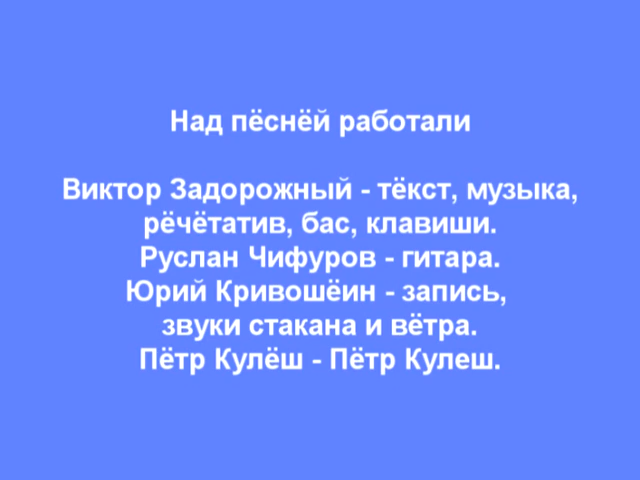 Над пёснёй работали
Виктор Задорожный - тёкст, музыка,
рёчётатив, бас, клавиши.
Руслан Чифуров - гитара.
Юрий Кривошёин - запись,
звуки стакана и вётра.
Пётр Кулёш - Пётр Кулеш.